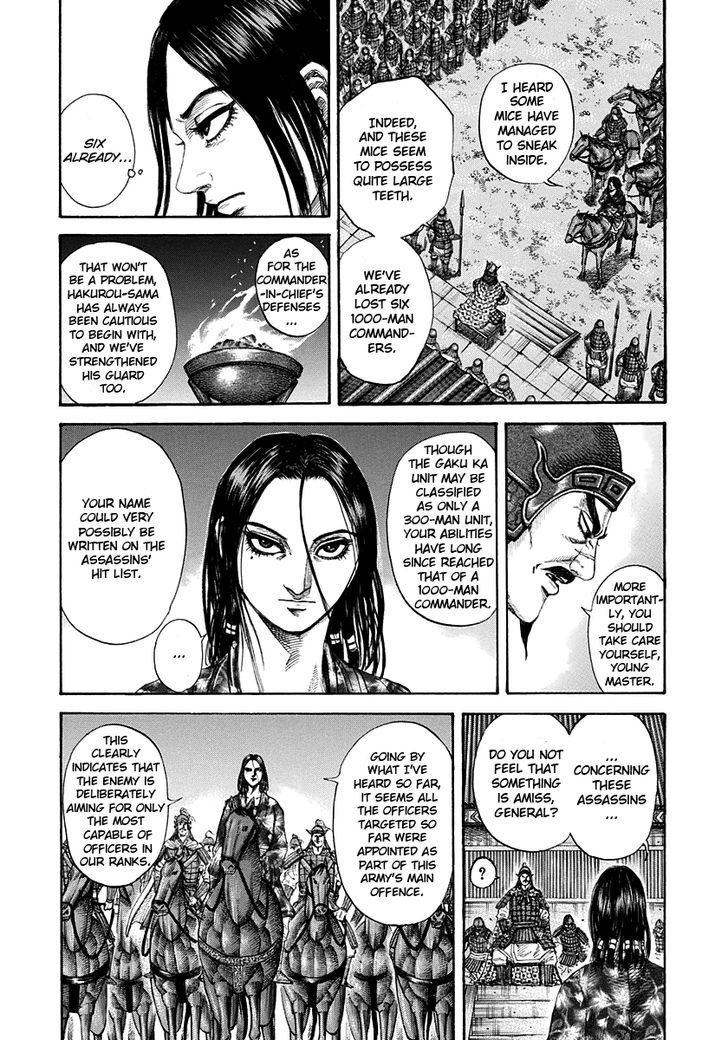 I HEARD
SOME
MICE HAVE
MANAGED
TO SNEAK
INSIDE.
INDEED,
AND THESE
MICE SEEM
TO POSSESS
QUITE LARGE
TEETH.
WE'VE
ALREADY
LOST SIX
1000-MAN
COMMAND-
ERS.
SIX
ALREADY...
AS
FOR THE
COMMANDER
-IN-CHIEF'S
DEFENSES
...
THAT WON'T
BE A PROBLEM,
HAKUROU-SAMA
HAS ALWAYS
BEEN CAUTIOUS
TO BEGIN WITH,
AND WE'VE
STRENGTHENED
HIS GUARD
TOO.
MORE
IMPORTANT-
LY, YOU
SHOULD
TAKE CARE
YOURSELF,
YOUNG
MASTER.
THOUGH
THE GAKU KA
UNIT MAY BE
CLASSIFIED
AS ONLY A
300-MAN UNIT,
YOUR ABILITIES
HAVE LONG
SINCE REACHED
THAT OF A
1000-MAN
COMMANDER.
YOUR NAME
COULD VERY
POSSIBLY BE
WRITTEN ON THE
ASSASSINS'
HIT LIST.
...
...
CONCERNING
THESE
ASSASSINS
...
DO YOU NOT
FEEL THAT
SOMETHING
IS AMISS,
GENERAL?
?
GOING BY
WHAT I'VE
HEARD SO FAR,
IT SEEMS ALL
THE OFFICERS
TARGETED SO
FAR WERE
APPOINTED AS
PART OF THIS
ARMY'S MAIN
OFFENCE.
THIS
CLEARLY
INDICATES THAT
THE ENEMY IS
DELIBERATELY
AIMING FOR ONLY
THE MOST
CAPABLE OF
OFFICERS IN
OUR RANKS.